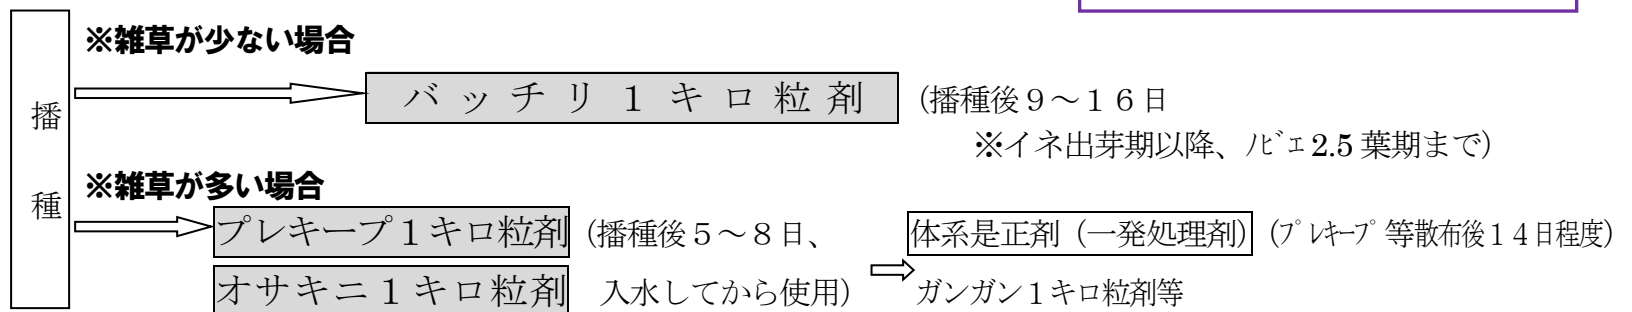 播種
※雑草が少ない場合
バッチリ１キロ粒剤 (播種後９～１６日
※イネ出芽期以降、ﾉﾋﾞｴ2.5葉期まで)
※雑草が多い場合
プレキープ１キロ粒剤 (播種後５～８日、 体系是正剤（一発処理剤） (ﾌﾟﾚｷｰﾌﾟ等散布後１４日程度)
オサキニ１キロ粒剤 入水してから使用) ガンガン１キロ粒剤等